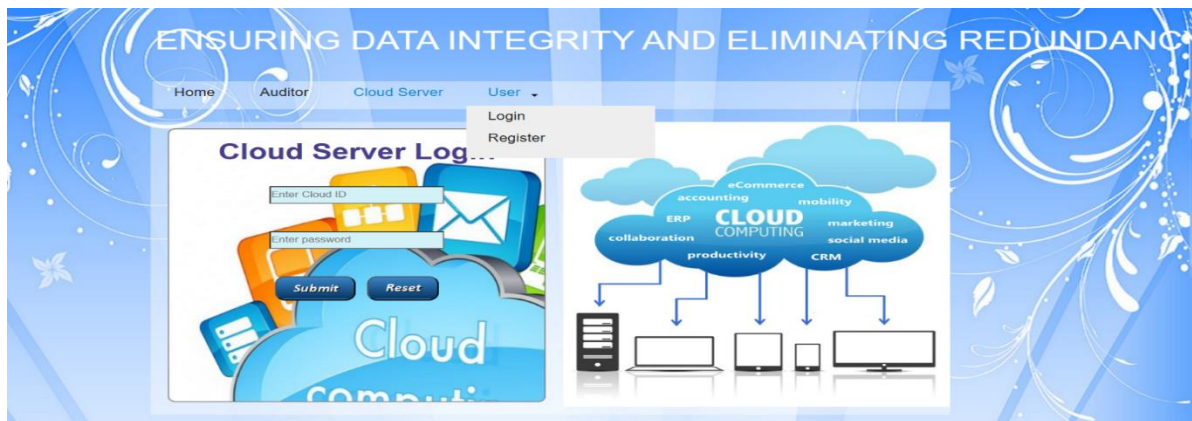 ENSURING DATA INTEGRITY AND ELIMINATING REDUNDANC
Home Auditor Cloud Server User
Login
Register
Cloud Server
Enter Cloud ID
Enter password
Submit Reset
Cloud
eCommerce
accounting mobility
ERP CLOUD COMPUTING marketing
collaboration social media
productivity CRM